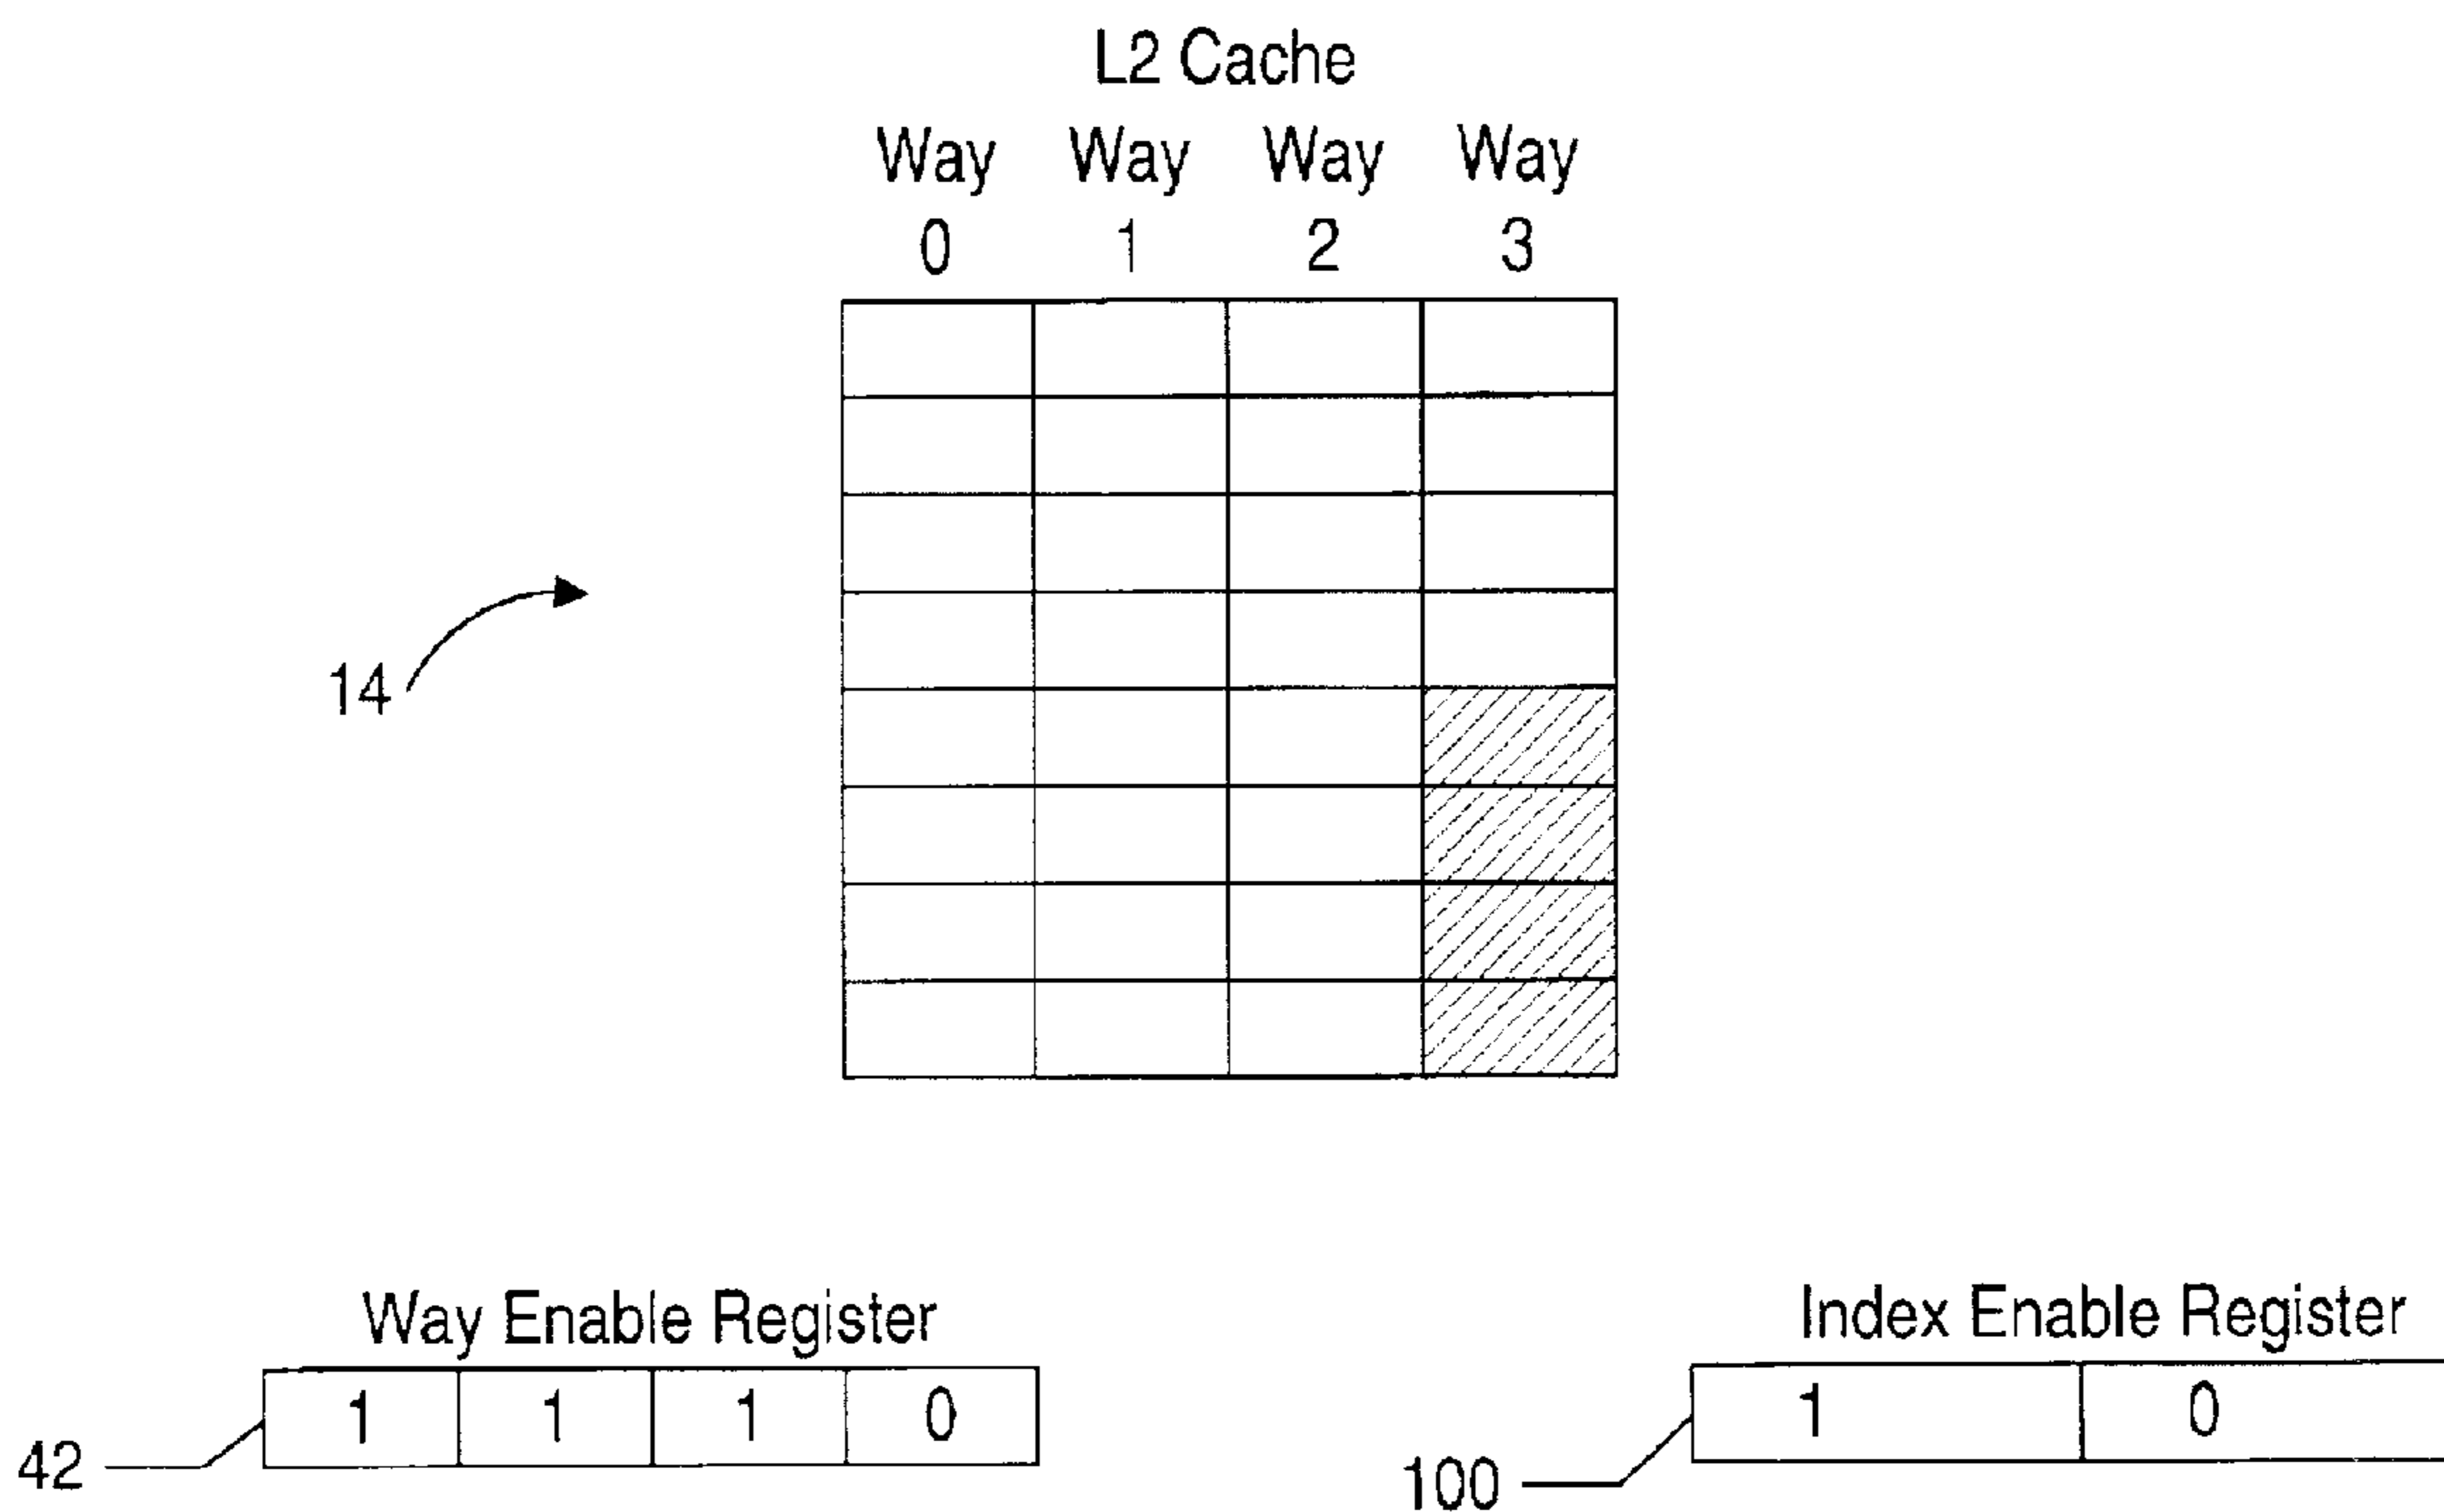 L2 Cache
Way Way Way Way
0 1 2 3
14
Way Enable Register
1 1 1 0
42
Index Enable Register
1 0
100